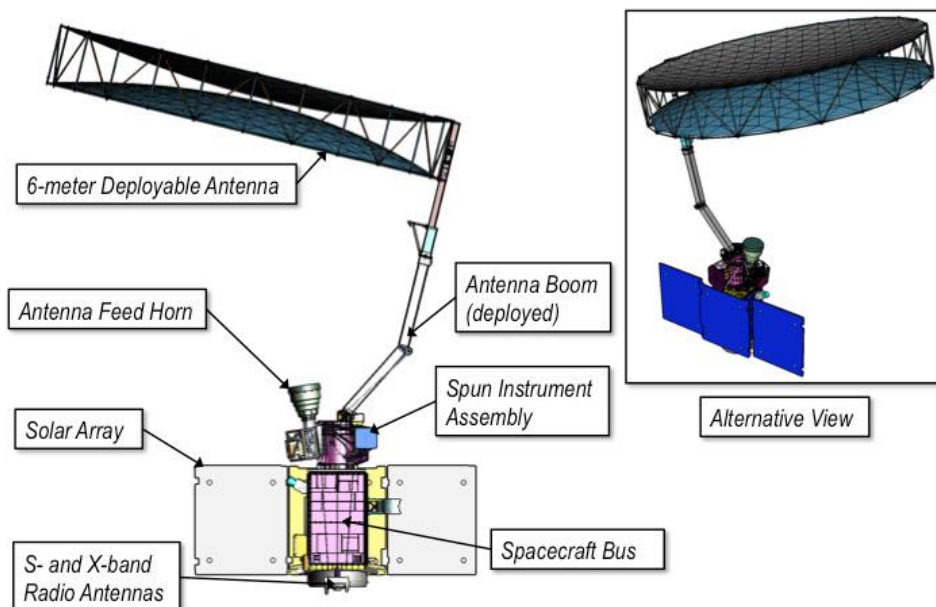 6-meter Deployable Antenna
Antenna Feed Horn
Antenna Boom
(deployed)
Solar Array
Spun Instrument
Assembly
Alternative View
S- and X-band
Radio Antennas
Spacecraft Bus